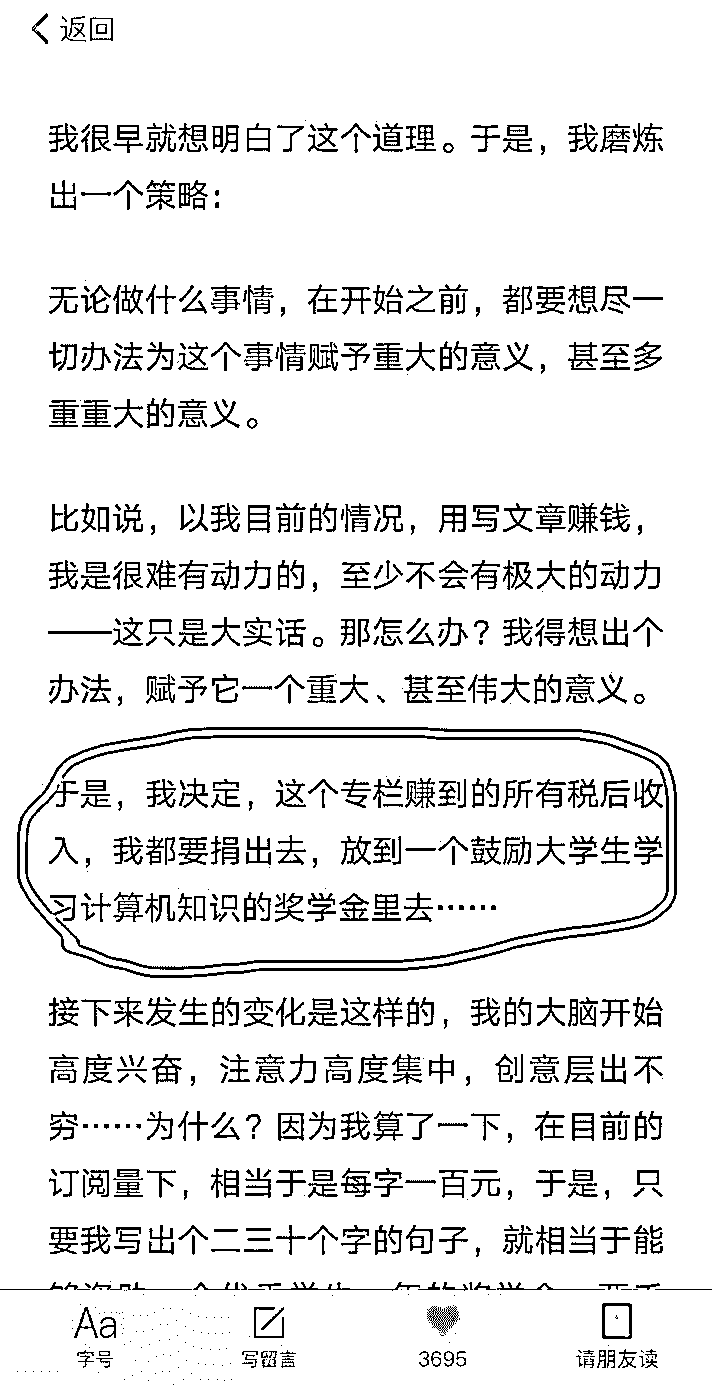 返回
我很早就想明白了这个道理。于是，我磨炼
出一个策略：
无论做什么事情，在开始之前，都要想尽一
切办法为这个事情赋予重大的意义，甚至多
重重大的意义。
比如说，以我目前的情况，用写文章赚钱，
我是很难有动力的，至少不会有极大的动力
——这只是大实话。那怎么办？我得想出个
办法，赋予它一个重大、甚至伟大的意义。
于是，我决定，这个专栏赚到的所有税后收
入，我都要捐出去，放到一个鼓励大学生学
习计算机知识的奖学金里去……
接下来发生的变化是这样的，我的大脑开始
高度兴奋，注意力高度集中，创意层出不
穷……为什么？因为我算了一下，在目前的
订阅量下，相当于是每字一百元，于是，只
要我写出个二三十个字的句子，就相当于能
Aa
字号
写留言
3695
请朋友读